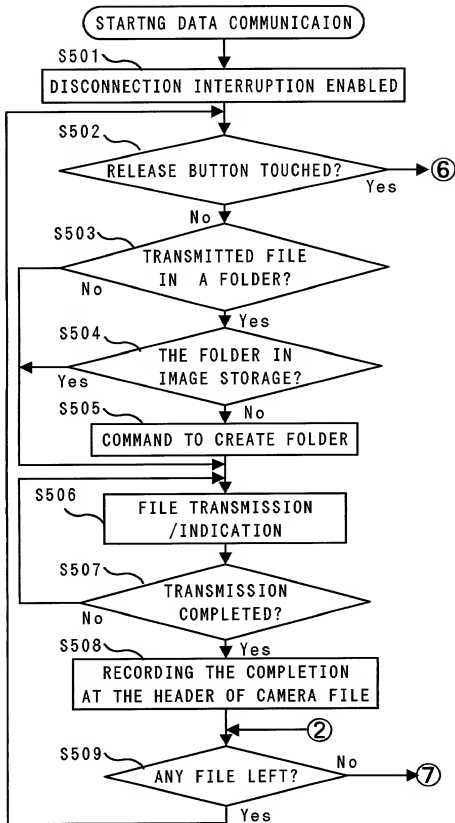 STARTNG DATA COMMUNICAION
S501
DISCONNECTION INTERRUPTION ENABLED
S502
RELEASE BUTTON TOUCHED?
Yes
⑥
No
S503
TRANSMITTED FILE
IN A FOLDER?
No
Yes
S504
THE FOLDER IN
IMAGE STORAGE?
Yes
No
S505
COMMAND TO CREATE FOLDER
S506
FILE TRANSMISSION
/INDICATION
S507
TRANSMISSION
COMPLETED?
No
Yes
S508
RECORDING THE COMPLETION
AT THE HEADER OF CAMERA FILE
②
S509
ANY FILE LEFT?
No
⑦
Yes